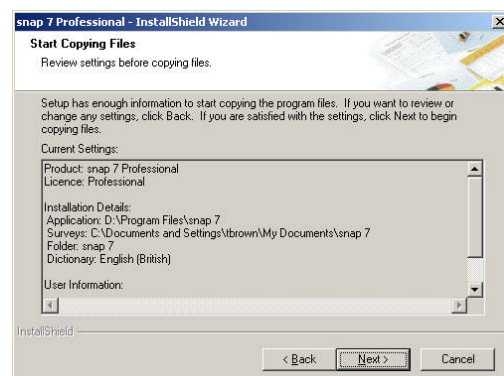 snap 7 Professional - InstallShield Wizard
Start Copying Files
Review settings before copying files.
Setup has enough information to start copying the program files. If you want to review or
change any settings, click Back. If you are satisfied with the settings, click Next to begin
copying files.
Current Settings:
Product: snap 7 Professional
Licence: Professional
Installation Details:
Application: D:\Program Files\snap 7
Surveys: C:\Documents and Settings\tbrown\My Documents\snap 7
Folder: snap 7
Dictionary: English (British)
User Information:
InstallShield
< Back Next > Cancel